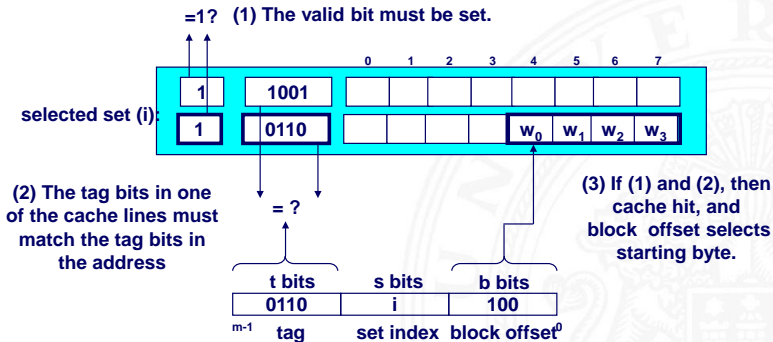 =1? (1) The valid bit must be set.
0 1 2 3 4 5 6 7
1 1001
selected set (i):
1 0110 w0 w1 w2 w3
(2) The tag bits in one
of the cache lines must
match the tag bits in
the address
= ?
(3) If (1) and (2), then
cache hit, and
block offset selects
starting byte.
t bits s bits b bits
0110 i 100
m-1 tag set index block offset 0